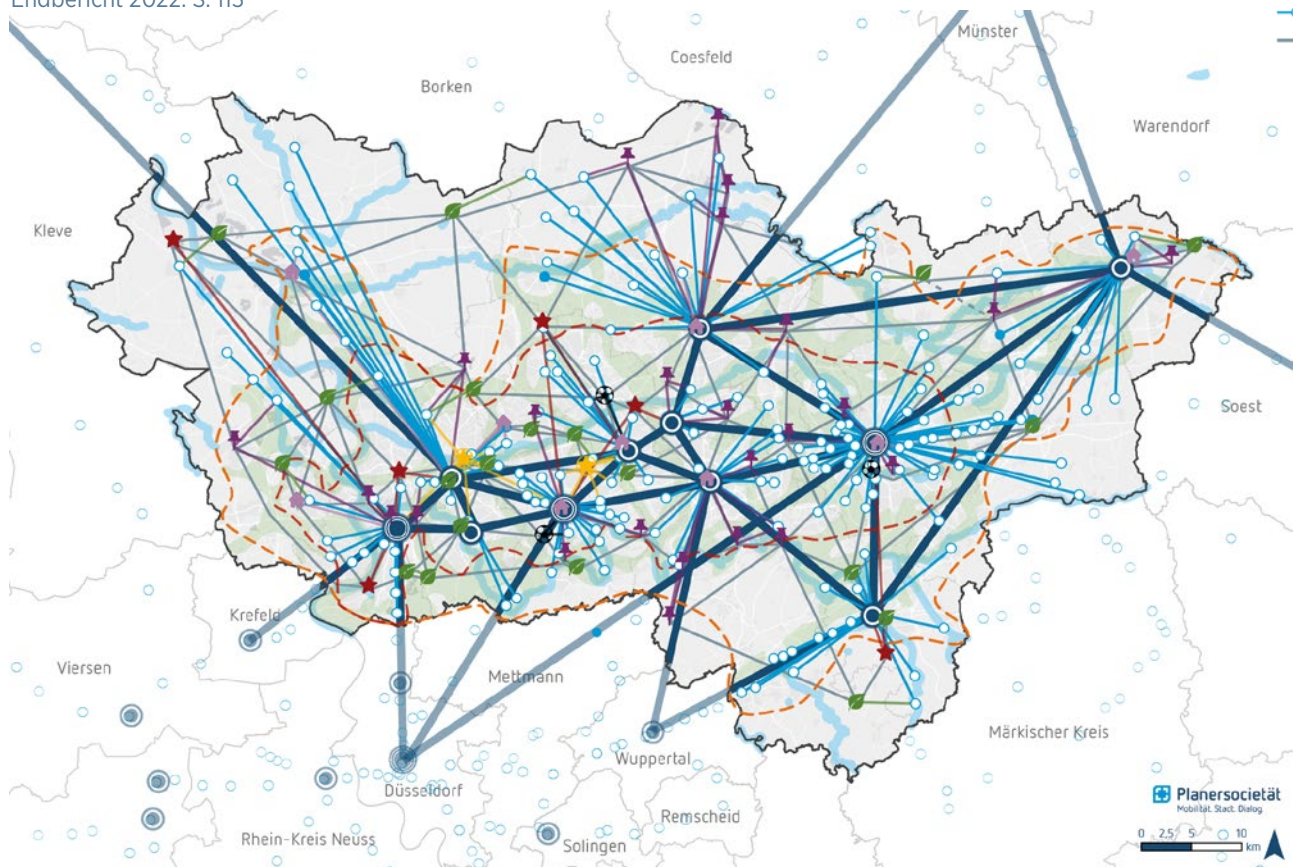 Endbericht 2022. S. 113
Münster
Coesfeld
Borken
Warendorf
Kleve
Soest
Krefeld
Viersen
Mettmann
Märkischer Kreis
Wuppertal
Düsseldorf
Planersocietät
Mobilität. Stadt. Dialog.
Remscheid
Rhein-Kreis Neuss
Solingen
0 2,5 5 10
km